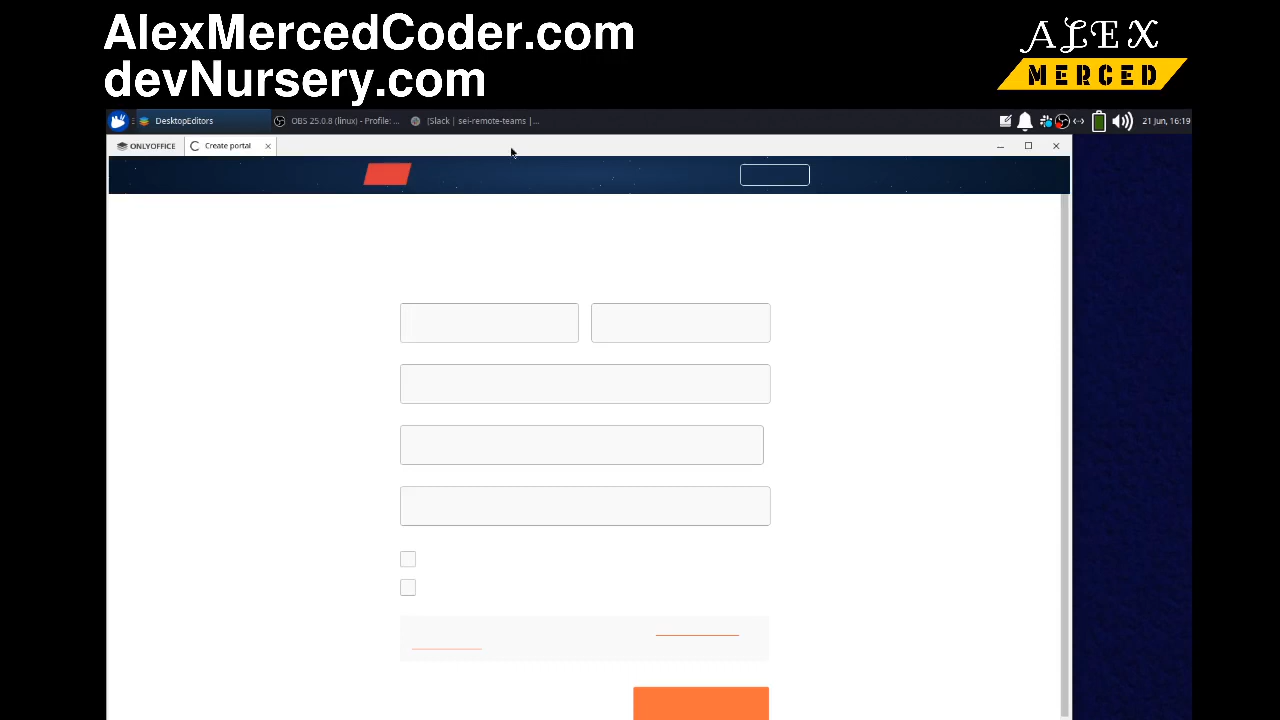 AlexMercedCoder.com
devNursery.com
ALEX
MERCED
DesktopEditors
OBS 25.0.8 (linux) - Profile: ...
[Slack | sei-remote-teams |...
21 Jun, 16:19
ONLYOFFICE
Create portal